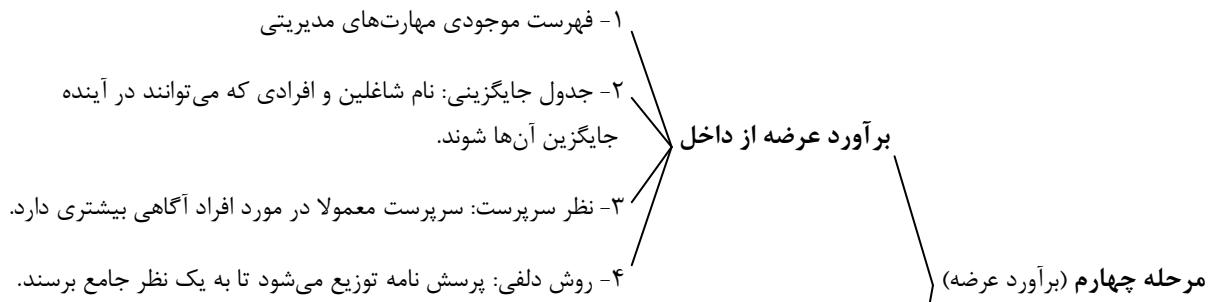 ۱- فهرست موجودی مهارت‌های مدیریتی
۲- جدول جایگزینی: نام شاغلین و افرادی که می‌توانند در آینده
جایگزین آن‌ها شوند.
برآورد عرضه از داخل
۳- نظر سرپرست: سرپرست معمولا در مورد افراد آگاهی بیشتری دارد.
۴- روش دلفی: پرسش نامه توزیع می‌شود تا به یک نظر جامع برسند.
مرحله چهارم (برآورد عرضه)